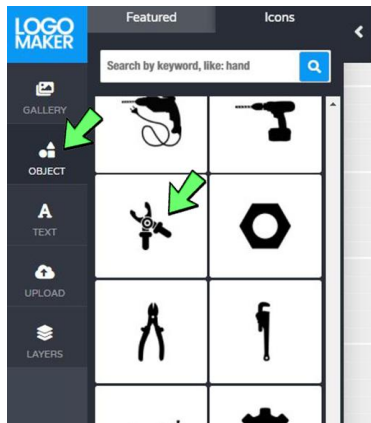 LOGO
MAKER
Featured
Icons
Search by keyword, like: hand
GALLERY
OBJECT
A
TEXT
UPLOAD
LAYERS